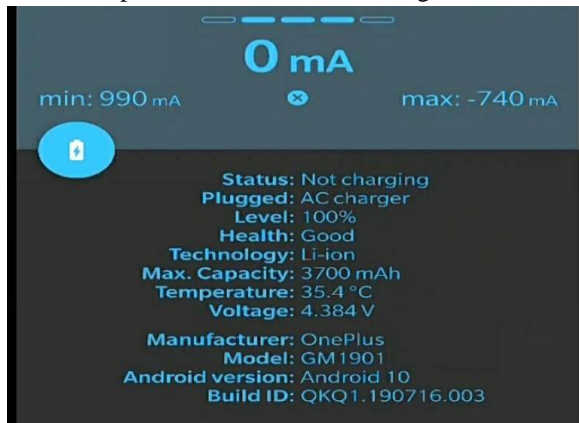 0 mA
min: 990 mA max: -740 mA
Status: Not charging
Plugged: AC charger
Level: 100%
Health: Good
Technology: Li-ion
Max. Capacity: 3700 mAh
Temperature: 35.4 °C
Voltage: 4.384 V
Manufacturer: OnePlus
Model: GM1901
Android version: Android 10
Build ID: QKQ1.190716.003